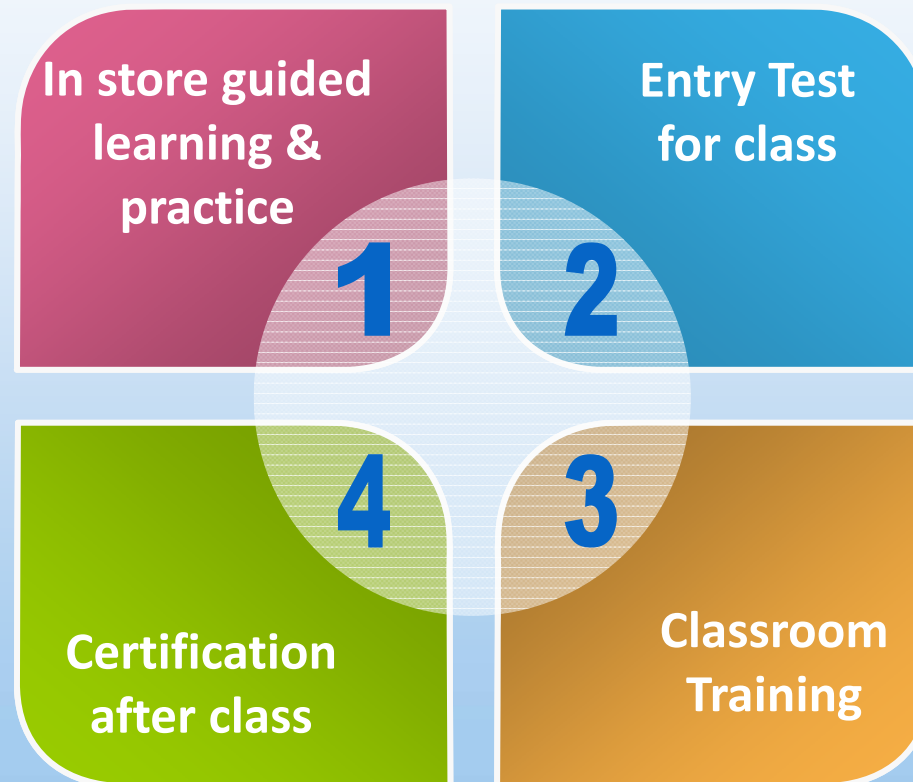 In store guided
learning &
practice
1
Entry Test
for class
2
3
Classroom
Training
4
Certification
after class